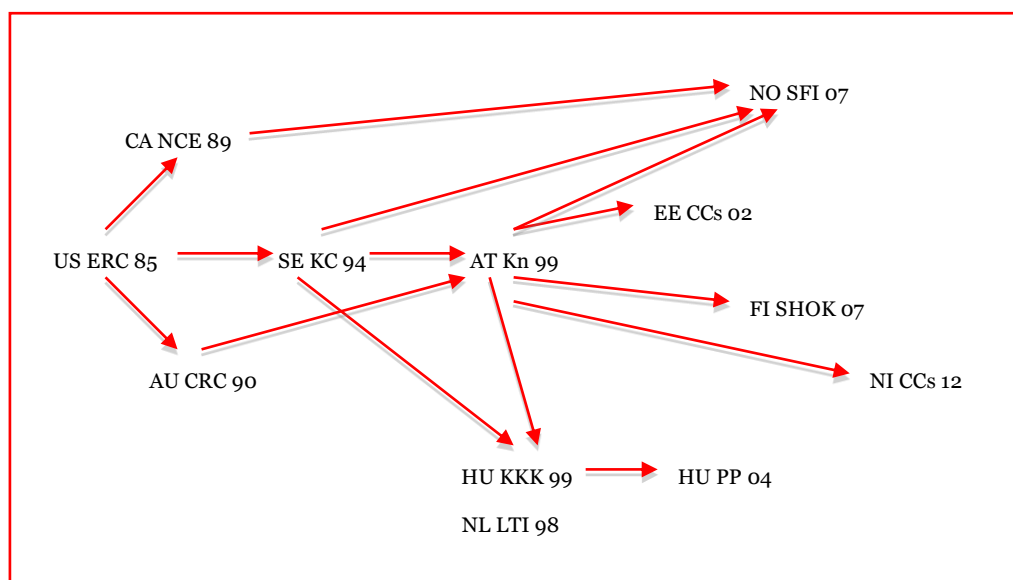 NO SFI 07
CA NCE 89
EE CCs 02
US ERC 85
SE KC 94
AT Kn 99
FI SHOK 07
AU CRC 90
NI CCs 12
HU KKK 99
HU PP 04
NL LTI 98